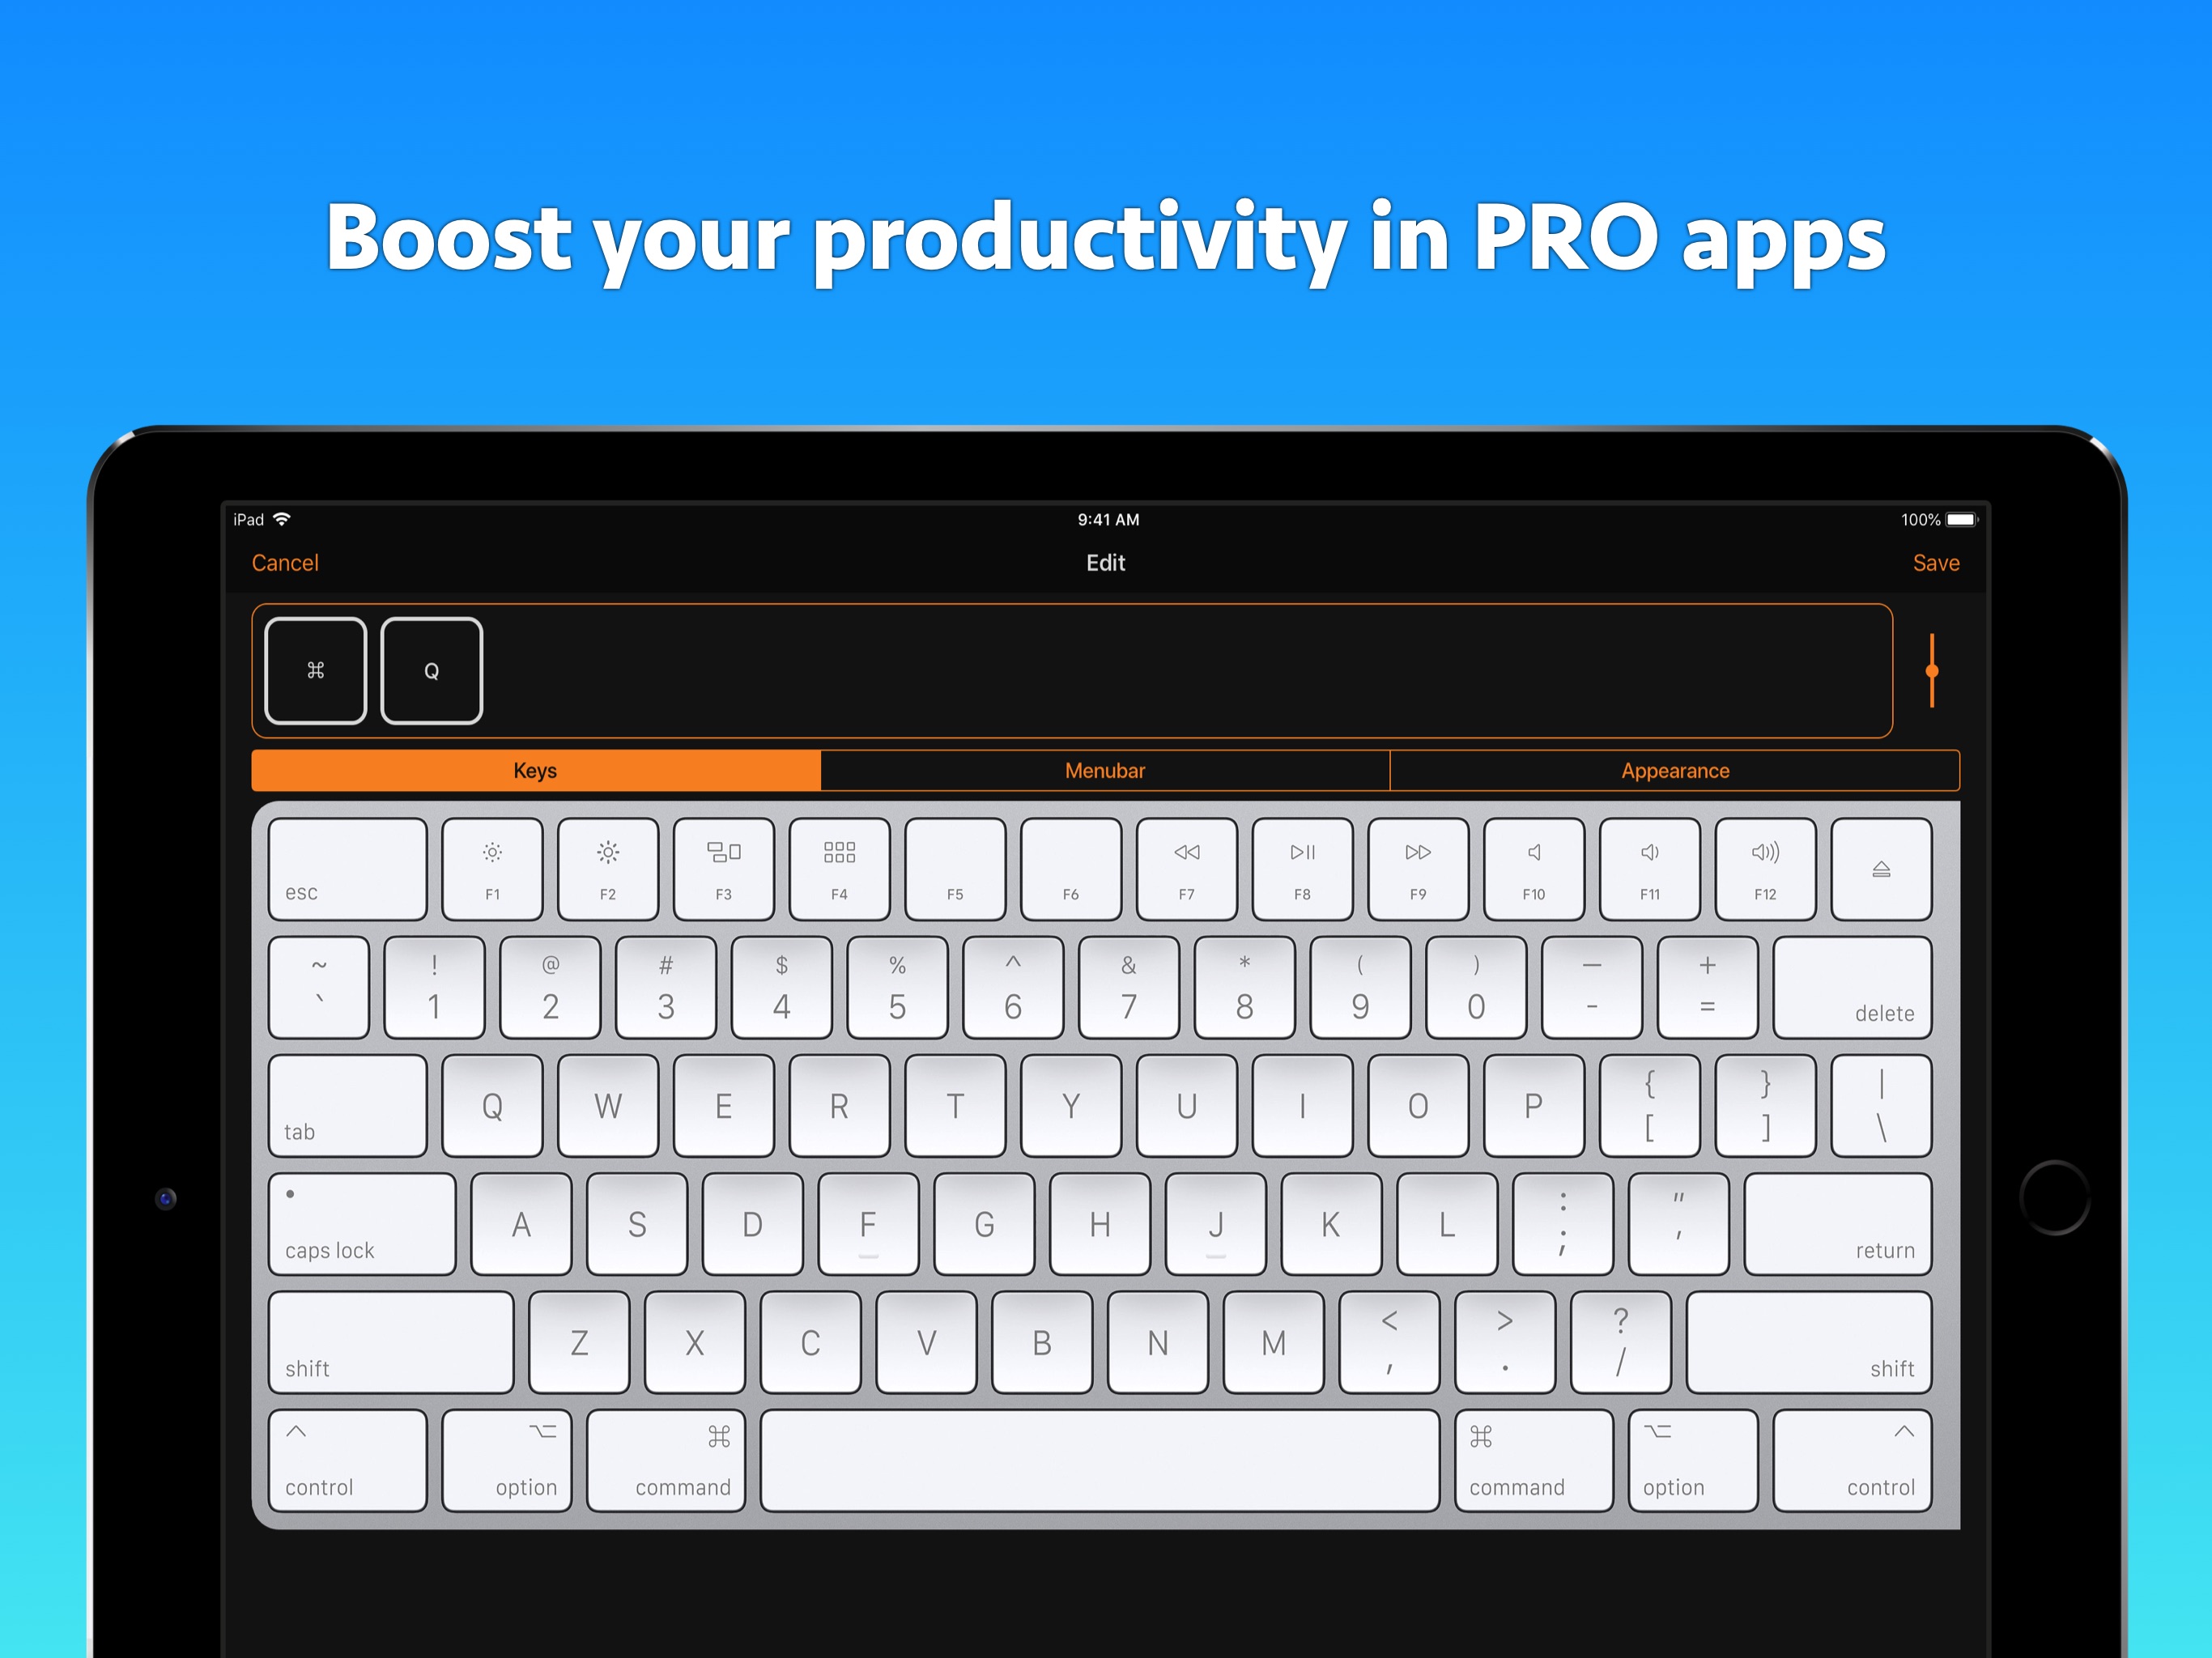 Boost your productivity in PRO apps
iPad 9:41 AM 100%
Cancel Edit Save
⌘ Q
Keys Menubar Appearance
esc F1 F2 F3 F4 F5 F6 F7 F8 F9 F10 F11 F12
~ ! @ # $ % ^ & * ( ) — +
` 1 2 3 4 5 6 7 8 9 0 - =
delete
tab Q W E R T Y U I O P { } |
[ ] \
caps lock A S D F G H J K L : "
; '
return
shift Z X C V B N M < > ?
, . /
shift
^ ⌥ ⌘ ⌘ ⌥ ^
control option command command option control